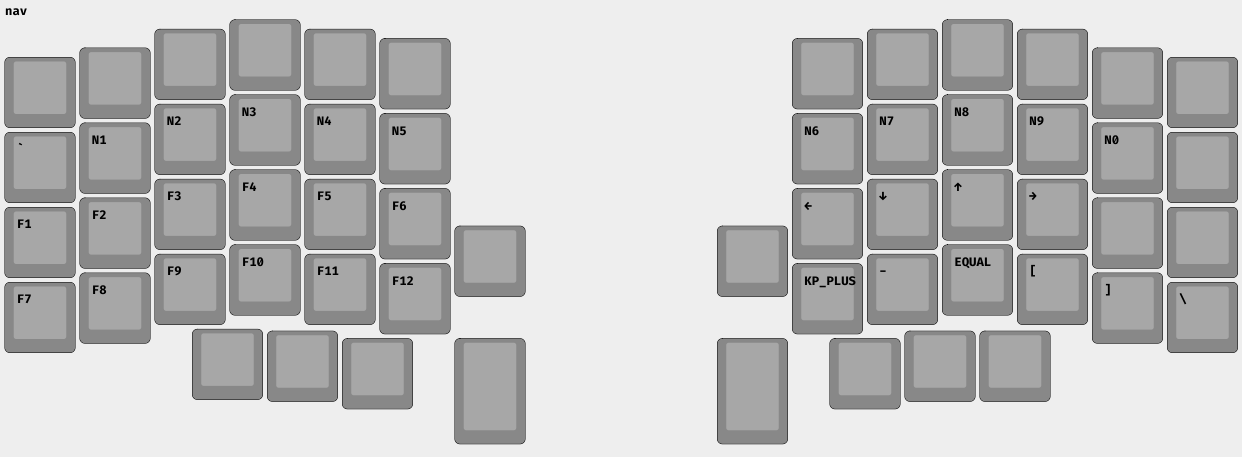 nav
` N1 N2 N3 N4 N5 N6 N7 N8 N9 N0
F1 F2 F3 F4 F5 F6 ← ↓ ↑ →
F7 F8 F9 F10 F11 F12 KP_PLUS - EQUAL [ ] \